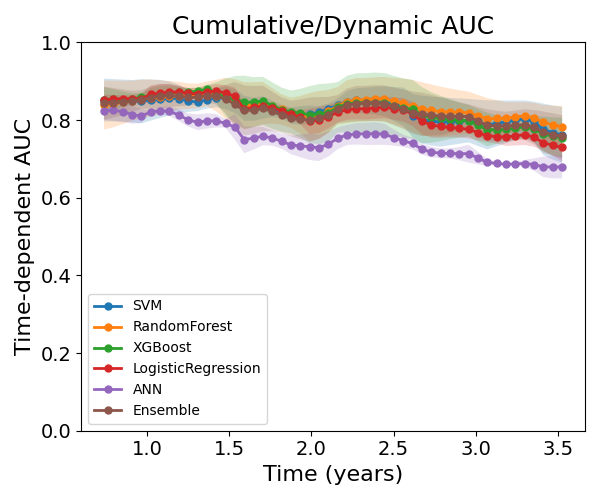 Cumulative/Dynamic AUC
Time-dependent AUC
1.0
0.8
0.6
0.4
0.2
0.0
SVM
RandomForest
XGBoost
LogisticRegression
ANN
Ensemble
1.0 1.5 2.0 2.5 3.0 3.5
Time (years)